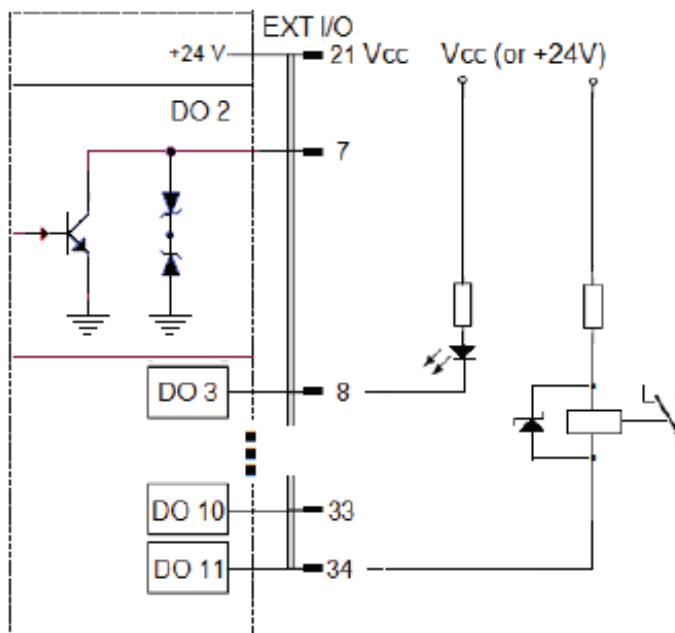 EXT I/O
+24 V
21 Vcc
Vcc (or +24V)
DO 2
7
DO 3
8
DO 10
33
DO 11
34